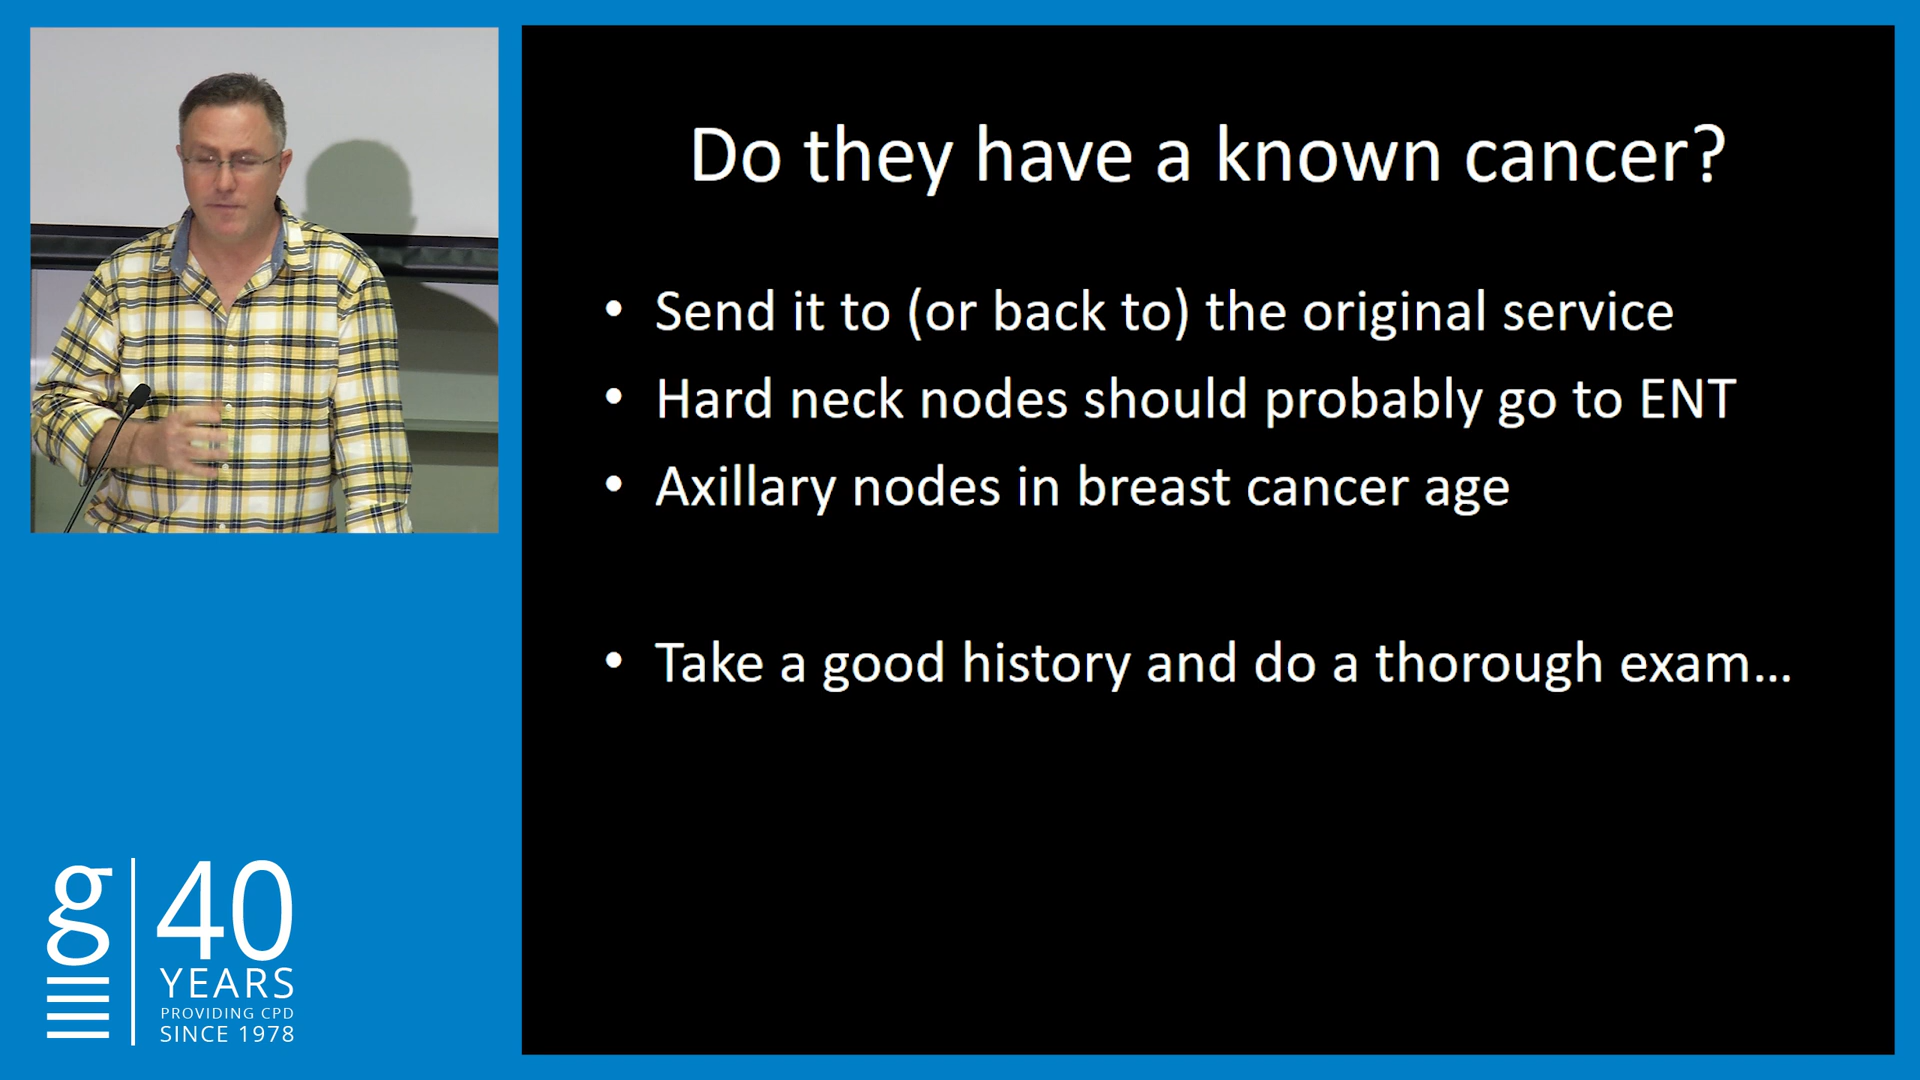 Do they have a known cancer?
• Send it to (or back to) the original service
• Hard neck nodes should probably go to ENT
• Axillary nodes in breast cancer age
• Take a good history and do a thorough exam...
g
40
YEARS
PROVIDING CPD
SINCE 1978